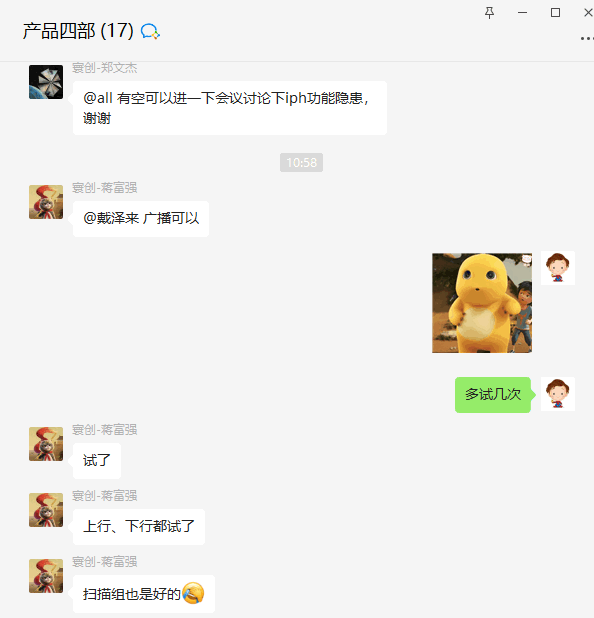 产品四部 (17)
寰创-郑文杰
@all 有空可以进一下会议讨论下iph功能隐患，
谢谢
10:58
寰创-蒋富强
@戴泽来 广播可以
多试几次
寰创-蒋富强
试了
寰创-蒋富强
上行、下行都试了
寰创-蒋富强
扫描组也是好的